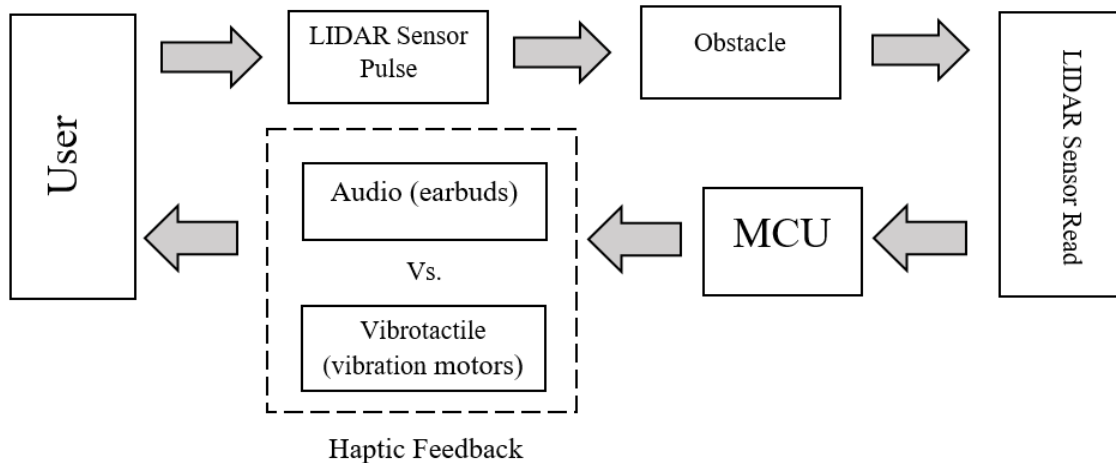 User
LIDAR Sensor
Pulse
Obstacle
LIDAR Sensor Read
MCU
Audio (earbuds)
Vs.
Vibrotactile
(vibration motors)
Haptic Feedback